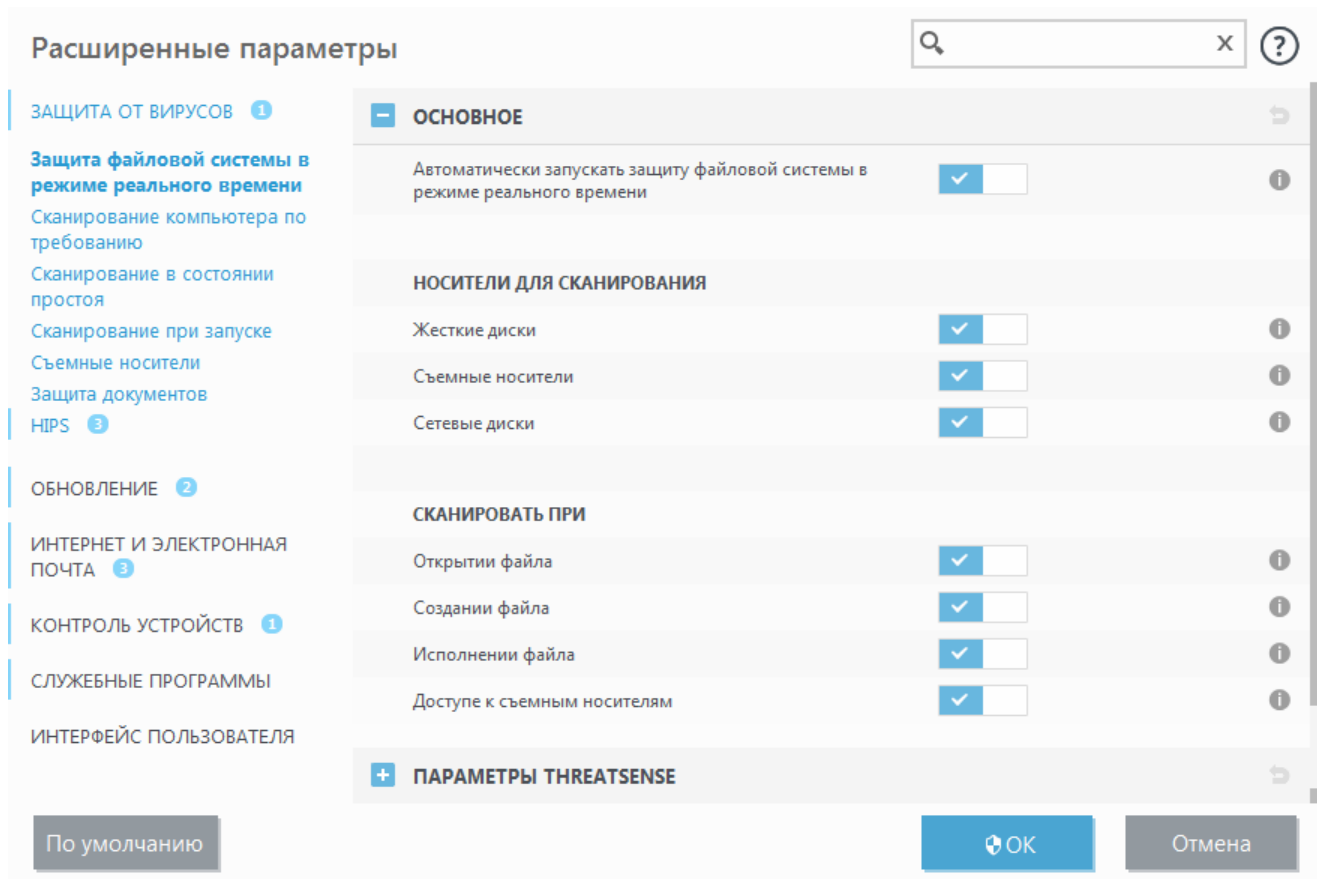 Расширенные параметры
X
?
ЗАЩИТА ОТ ВИРУСОВ 1
Защита файловой системы в
режиме реального времени
Сканирование компьютера по
требованию
Сканирование в состоянии
простоя
Сканирование при запуске
Съемные носители
Защита документов
HIPS 3
ОБНОВЛЕНИЕ 2
ИНТЕРНЕТ И ЭЛЕКТРОННАЯ
ПОЧТА 3
КОНТРОЛЬ УСТРОЙСТВ 1
СЛУЖЕБНЫЕ ПРОГРАММЫ
ИНТЕРФЕЙС ПОЛЬЗОВАТЕЛЯ
ОСНОВНОЕ
Автоматически запускать защиту файловой системы в
режиме реального времени
НОСИТЕЛИ ДЛЯ СКАНИРОВАНИЯ
Жесткие диски
Съемные носители
Сетевые диски
СКАНИРОВАТЬ ПРИ
Открытии файла
Создании файла
Исполнении файла
Доступе к съемным носителям
ПАРАМЕТРЫ THREATSENSE
По умолчанию
OK
Отмена